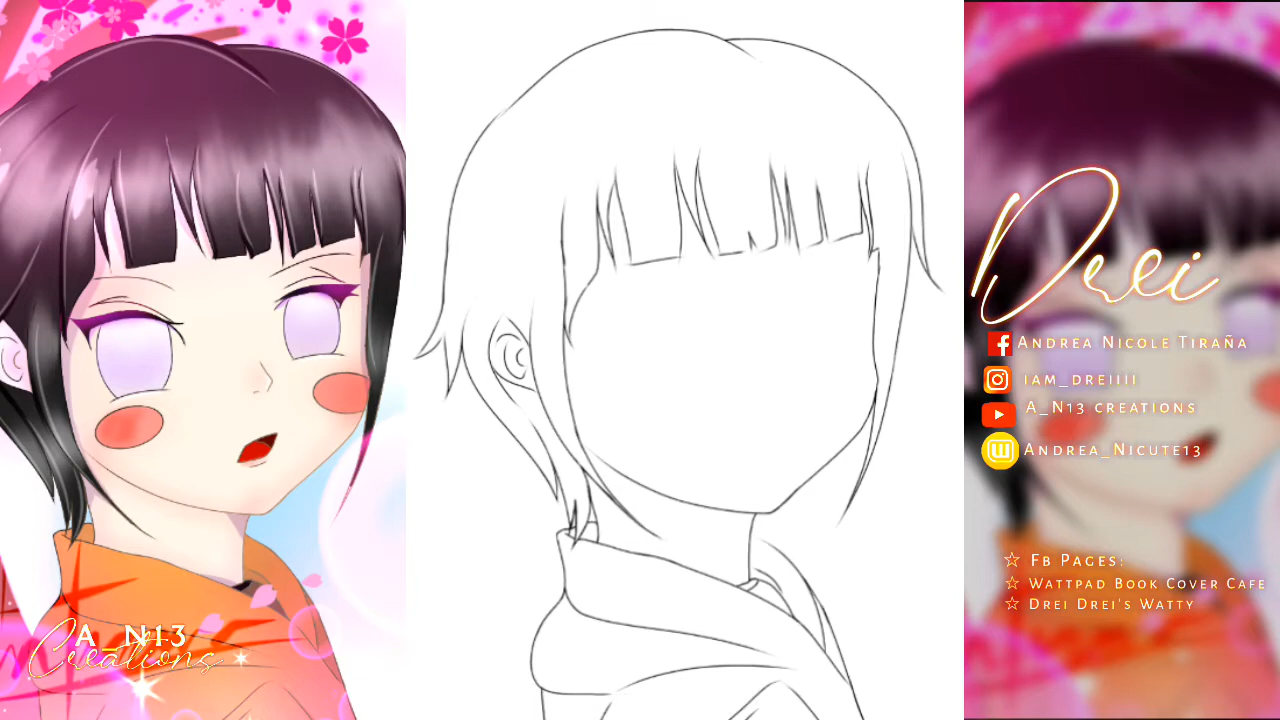 A_N13
Creations
Drei
Andrea Nicole Tiraña
iam_dreiiii
A_N13 creations
Andrea_Nicute13
☆ Fb Pages:
☆ Wattpad Book Cover Cafe
☆ Drei Drei's Watty